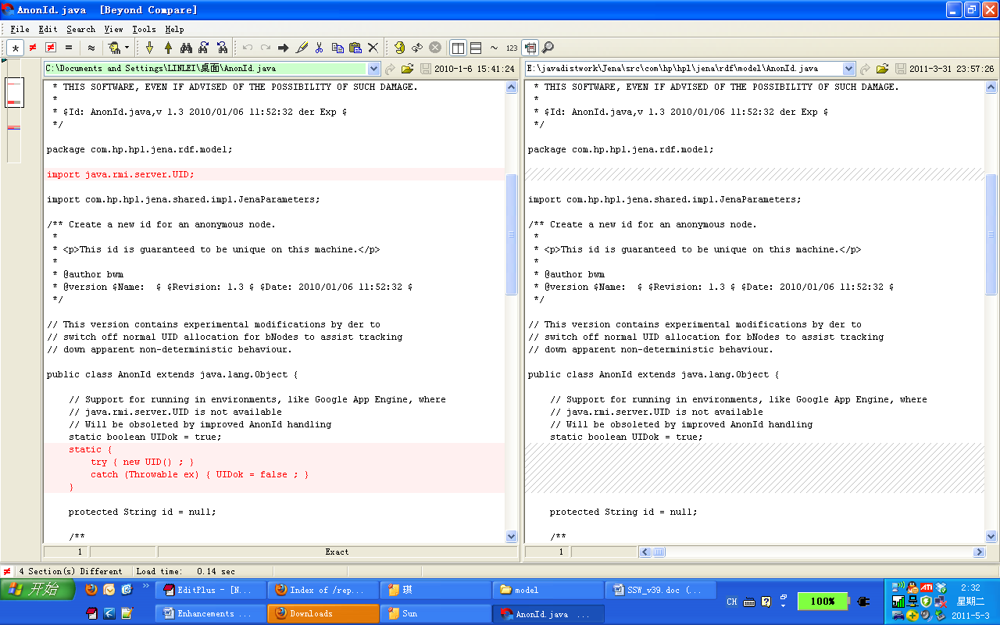 AnonId.java [Beyond Compare]
File Edit Search View Tools Help
* ≠ ≠ = ≈ ~ 123
C:\Documents and Settings\LINLEI\桌面\AnonId.java 2010-1-6 15:41:24
* THIS SOFTWARE, EVEN IF ADVISED OF THE POSSIBILITY OF SUCH DAMAGE.
*
* $Id: AnonId.java,v 1.3 2010/01/06 11:52:32 der Exp $
*/
package com.hp.hpl.jena.rdf.model;
import java.rmi.server.UID;
import com.hp.hpl.jena.shared.impl.JenaParameters;
/** Create a new id for an anonymous node.
*
* <p>This id is guaranteed to be unique on this machine.</p>
*
* @author bwm
* @version $Name:  $ $Revision: 1.3 $ $Date: 2010/01/06 11:52:32 $
*/
// This version contains experimental modifications by der to
// switch off normal UID allocation for bNodes to assist tracking
// down apparent non-deterministic behaviour.
public class AnonId extends java.lang.Object {
// Support for running in environments, like Google App Engine, where
// java.rmi.server.UID is not available
// Will be obsoleted by improved AnonId handling
static boolean UIDok = true;
static {
try { new UID() ; }
catch (Throwable ex) { UIDok = false ; }
}
protected String id = null;
/**
1 Exact
E:\javadistwork\Jena\src\com\hp\hpl\jena\rdf\model\AnonId.java 2011-3-31 23:57:26
* THIS SOFTWARE, EVEN IF ADVISED OF THE POSSIBILITY OF SUCH DAMAGE.
*
* $Id: AnonId.java,v 1.3 2010/01/06 11:52:32 der Exp $
*/
package com.hp.hpl.jena.rdf.model;
import com.hp.hpl.jena.shared.impl.JenaParameters;
/** Create a new id for an anonymous node.
*
* <p>This id is guaranteed to be unique on this machine.</p>
*
* @author bwm
* @version $Name:  $ $Revision: 1.3 $ $Date: 2010/01/06 11:52:32 $
*/
// This version contains experimental modifications by der to
// switch off normal UID allocation for bNodes to assist tracking
// down apparent non-deterministic behaviour.
public class AnonId extends java.lang.Object {
// Support for running in environments, like Google App Engine, where
// java.rmi.server.UID is not available
// Will be obsoleted by improved AnonId handling
static boolean UIDok = true;
protected String id = null;
/**
1
≠ 4 Section(s) Different Load time: 0.14 sec
开始 » EditPlus - [N... Index of /rep... 琪 model SSW_v39.doc (... ATI 2:32
CH 100% 星期二
Enhancements ... Downloads Sun AnonId.java ... 2011-5-3